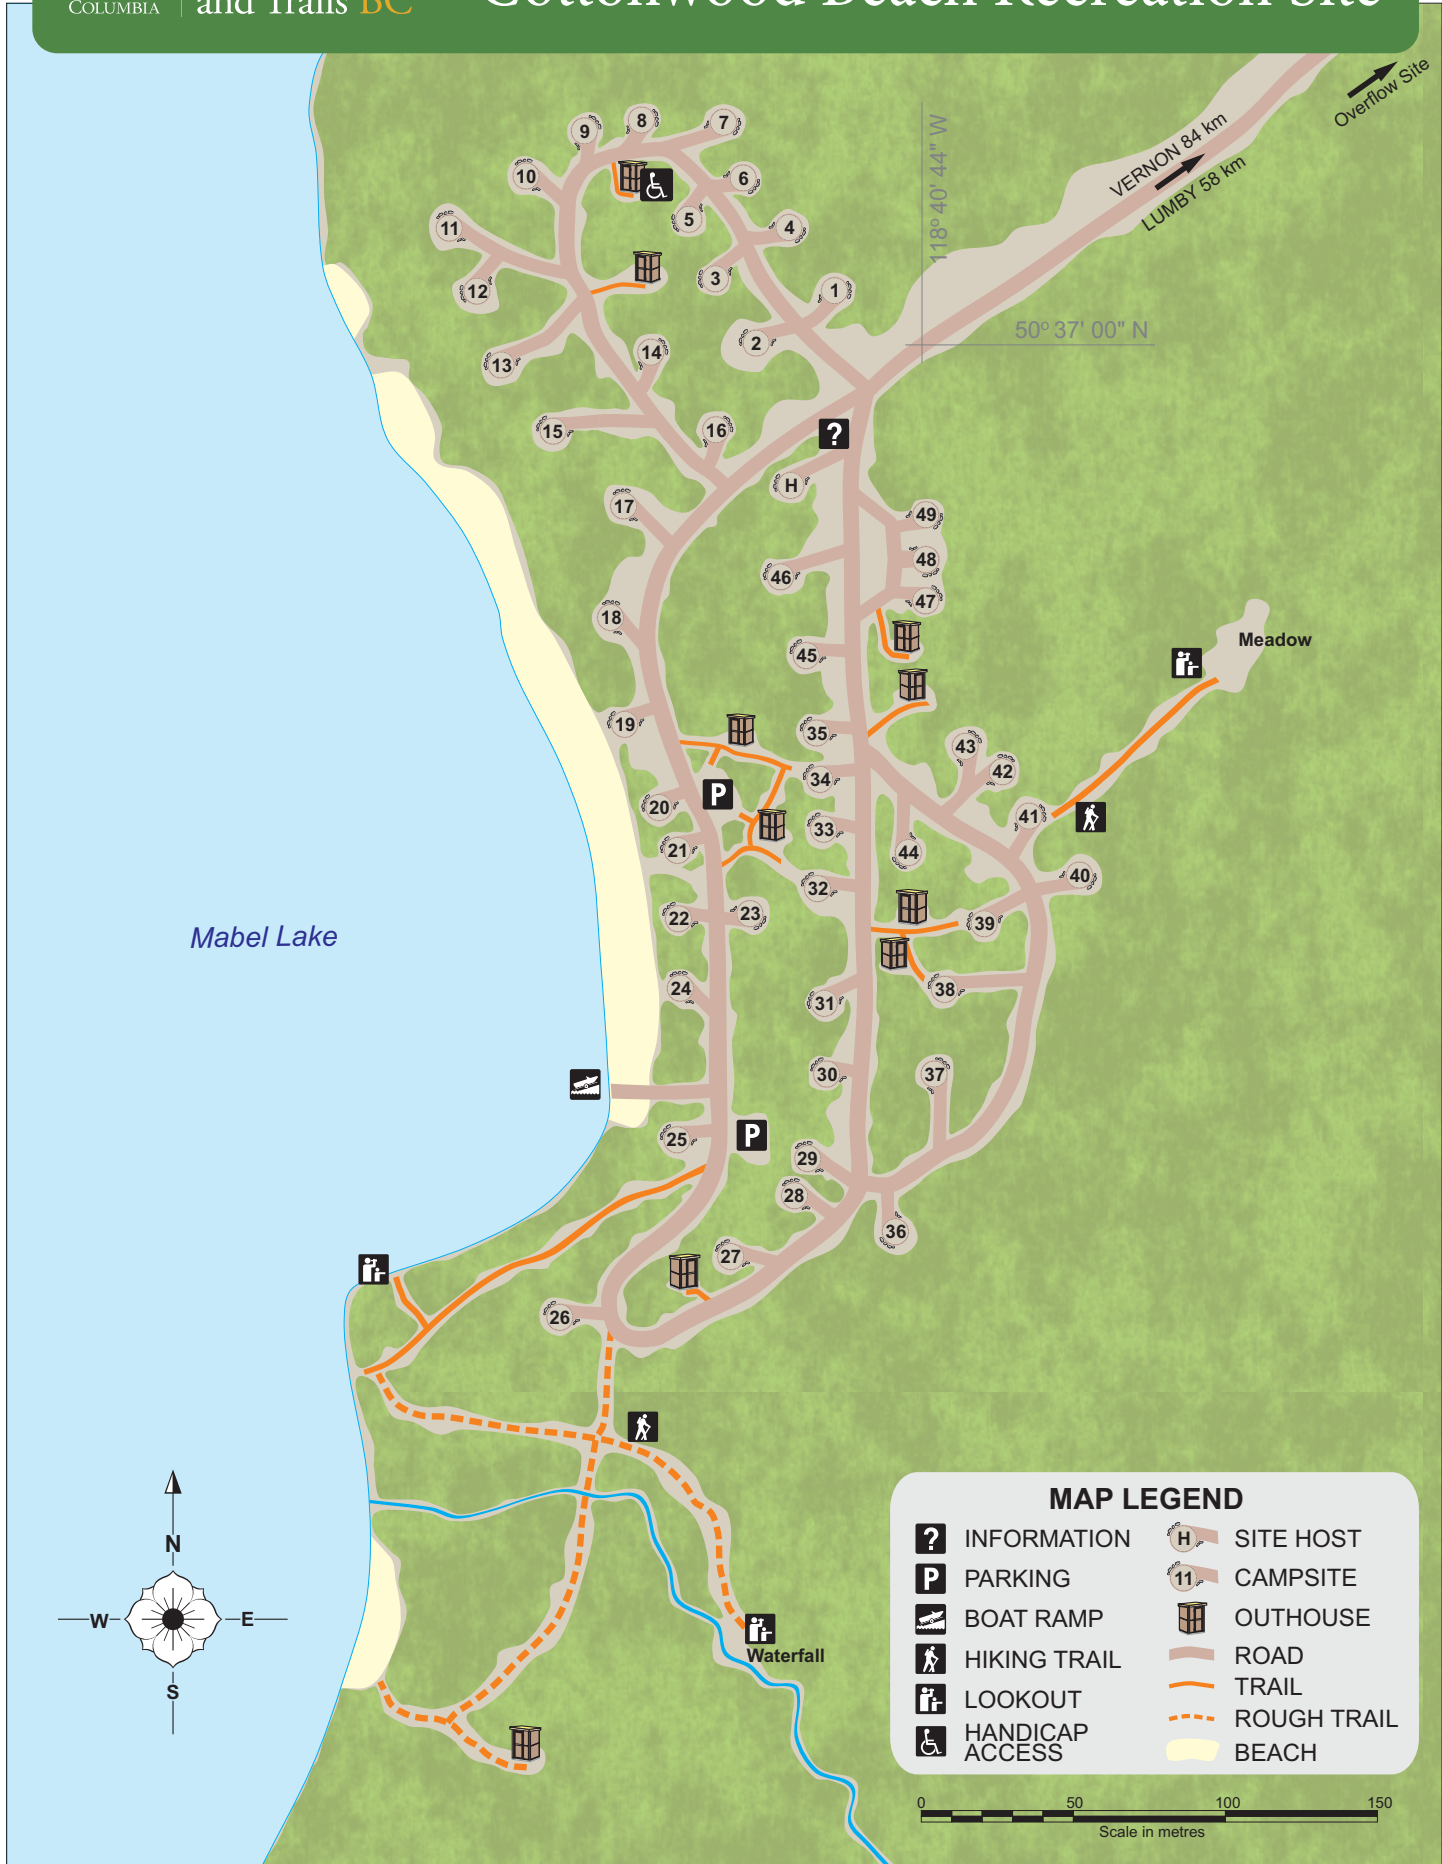 COLUMBIA
and Trails BC
Cottonwood Beach Recreation Site
Overflow Site
VERNON 84 km
LUMBY 58 km
118° 40' 44" W
50° 37' 00" N
8
7
9
10
6
5
11
4
3
12
1
2
14
13
16
15
?
H
17
49
48
46
47
18
Meadow
45
19
35
43
42
34
P
20
41
33
21
44
40
32
23
22
39
Mabel Lake
24
38
31
30
37
25
P
29
28
36
27
26
N
W
E
S
Waterfall
MAP LEGEND
? INFORMATION
P PARKING
BOAT RAMP
HIKING TRAIL
LOOKOUT
HANDICAP
ACCESS
H SITE HOST
11 CAMPSITE
OUTHOUSE
ROAD
TRAIL
ROUGH TRAIL
BEACH
0 50 100 150
Scale in metres